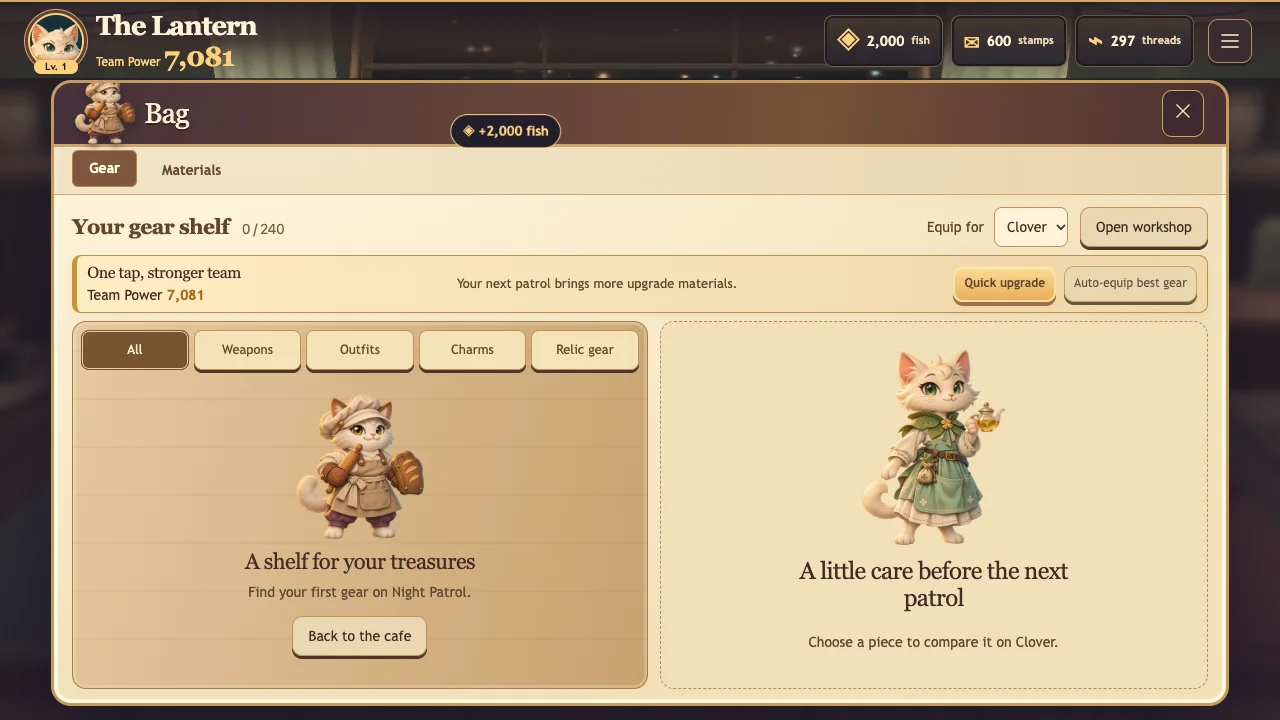 The Lantern
Team Power 7,081
Lv. 1
2,000 fish
600 stamps
297 threads
Bag
+2,000 fish
Gear
Materials
Your gear shelf 0 / 240
Equip for
Clover
Open workshop
One tap, stronger team
Team Power 7,081
Your next patrol brings more upgrade materials.
Quick upgrade
Auto-equip best gear
All
Weapons
Outfits
Charms
Relic gear
A shelf for your treasures
Find your first gear on Night Patrol.
Back to the cafe
A little care before the next
patrol
Choose a piece to compare it on Clover.